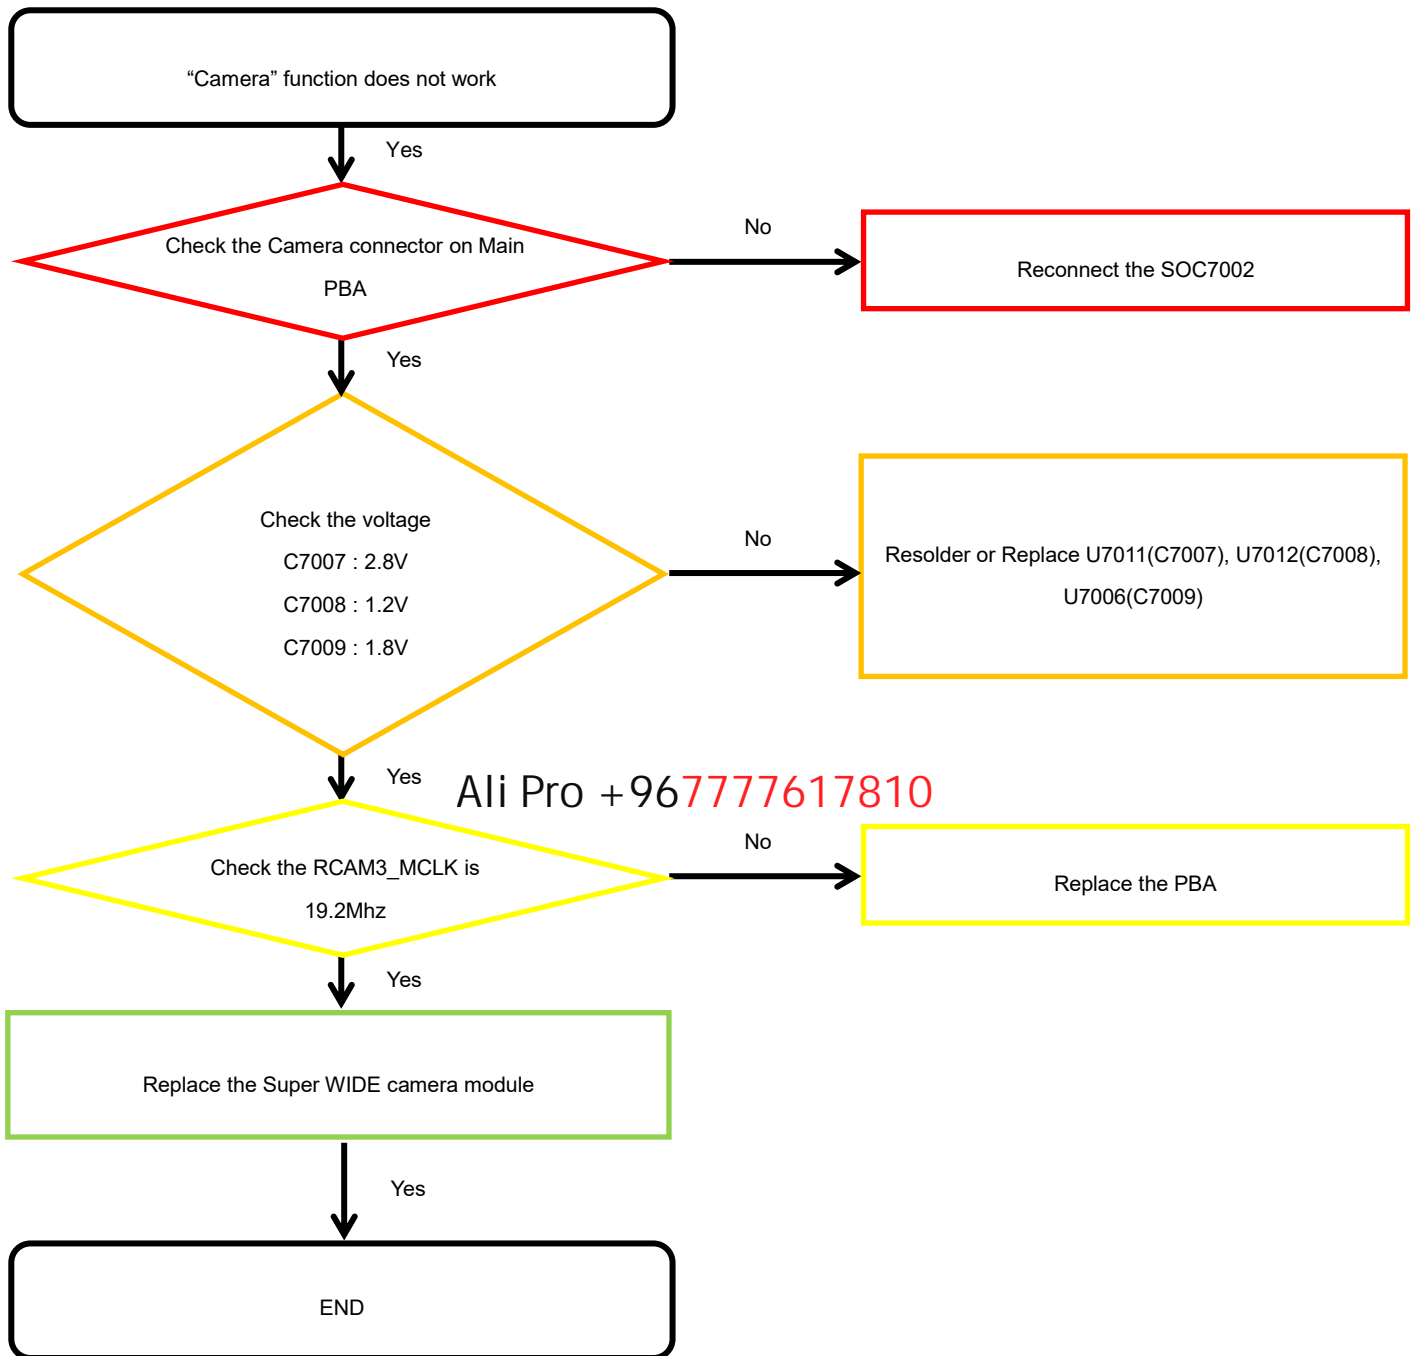 “Camera” function does not work
Yes
Check the Camera connector on Main
PBA
No
Reconnect the SOC7002
Yes
Check the voltage
C7007 : 2.8V
C7008 : 1.2V
C7009 : 1.8V
No
Resolder or Replace U7011(C7007), U7012(C7008),
U7006(C7009)
Yes
Ali Pro +967777617810
Check the RCAM3_MCLK is
19.2Mhz
No
Replace the PBA
Yes
Replace the Super WIDE camera module
Yes
END